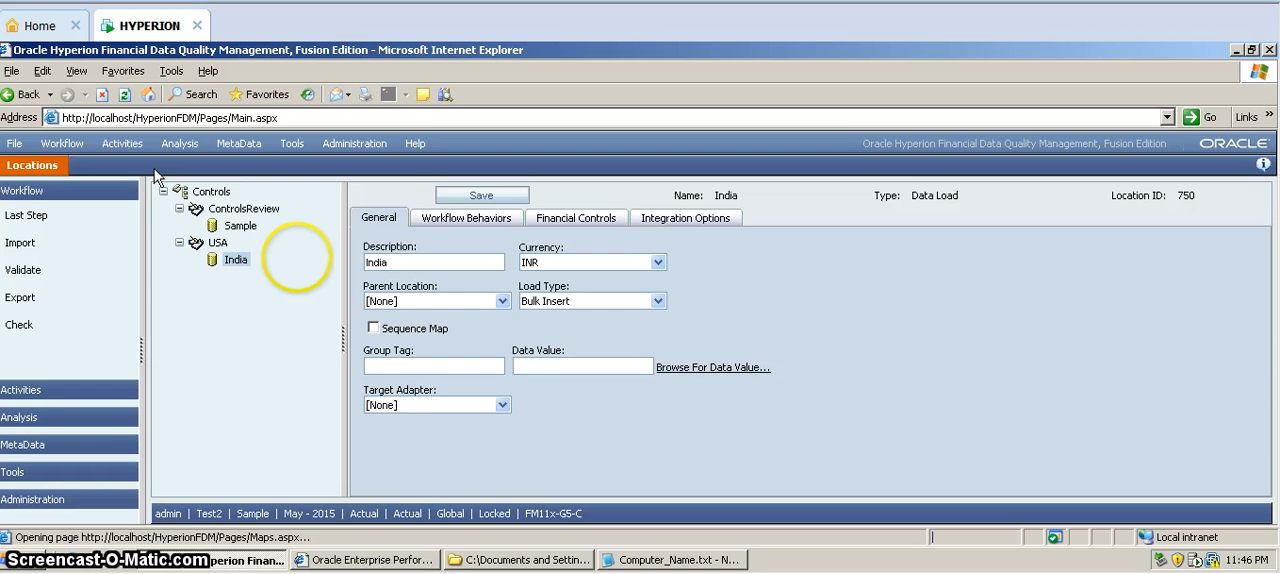 Home
HYPERION
Oracle Hyperion Financial Data Quality Management, Fusion Edition - Microsoft Internet Explorer
File Edit View Favorites Tools Help
Back Search Favorites
Address http://localhost/HyperionFDM/Pages/Main.aspx Go Links »
File Workflow Activities Analysis MetaData Tools Administration Help Oracle Hyperion Financial Data Quality Management, Fusion Edition ORACLE
Locations
Workflow
Last Step
Import
Validate
Export
Check
Activities
Analysis
MetaData
Tools
Administration
Controls
ControlsReview
Sample
USA
India
Save Name: India Type: Data Load Location ID: 750
General Workflow Behaviors Financial Controls Integration Options
Description: Currency:
India INR
Parent Location: Load Type:
[None] Bulk Insert
Sequence Map
Group Tag: Data Value:
Browse For Data Value...
Target Adapter:
[None]
admin | Test2 | Sample | May - 2015 | Actual | Actual | Global | Locked | FM11x-G5-C
Opening page http://localhost/HyperionFDM/Pages/Maps.aspx... Local intranet
Screencast-O-Matic.com Hyperion Finan... Oracle Enterprise Perfor... C:\Documents and Settin... Computer_Name.txt - N... 11:46 PM